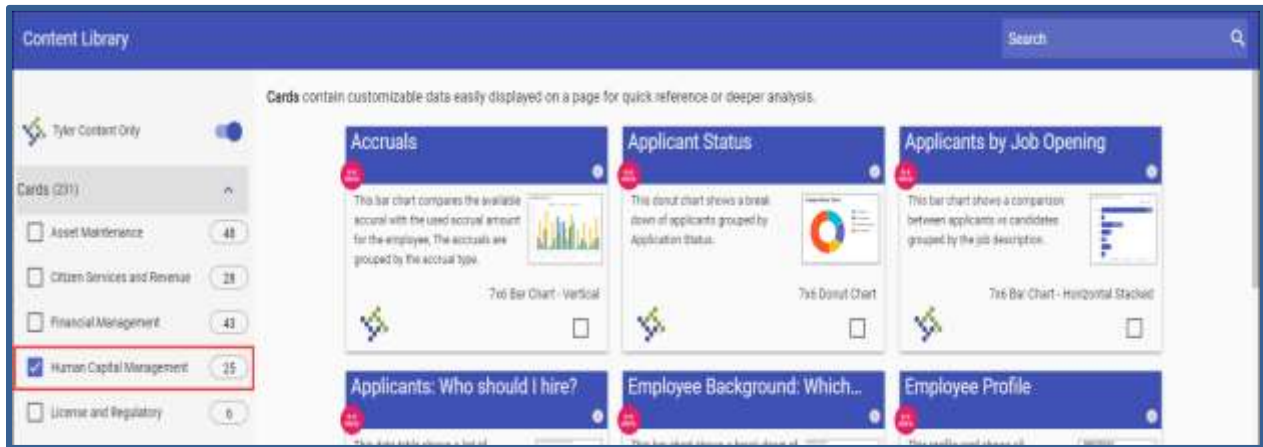 Content Library
Search
Cards contain customizable data easily displayed on a page for quick reference or deeper analysis.
Tyler Content Only
Cards (231)
Asset Maintenance 48
Citizen Services and Revenue 28
Financial Management 43
Human Capital Management 25
License and Regulatory 6
Accruals
This bar chart compares the available
accural with the used accrual amount
for the employee, The accruals are
grouped by the accrual type.
7x6 Bar Chart - Vertical
Applicant Status
This donut chart shows a break
down of applicants grouped by
Application Status.
7x6 Donut Chart
Applicants by Job Opening
This bar chart shows a comparison
between applicants vs candidates
grouped by the job description.
7x6 Bar Chart - Horizontal Stacked
Applicants: Who should I hire?
Employee Background: Which...
Employee Profile